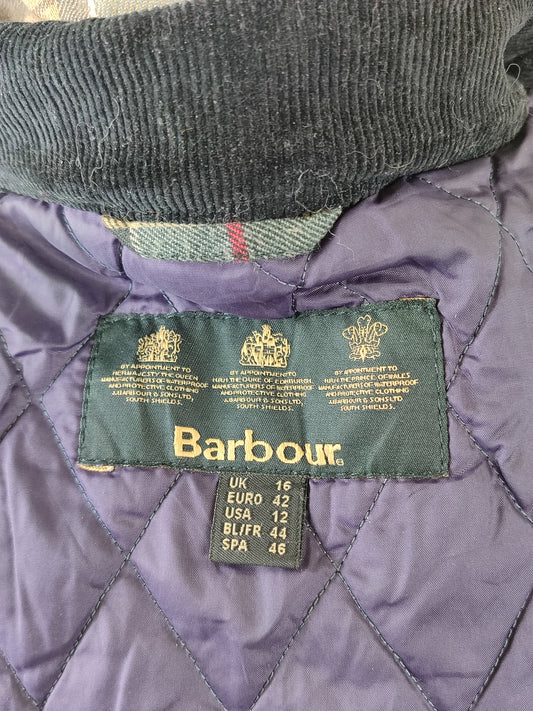 BY APPOINTMENT TO
HER MAJESTY THE QUEEN
MANUFACTURERS OF WATERPROOF
AND PROTECTIVE CLOTHING
J.BARBOUR & SONS LTD,
SOUTH SHIELDS.
BY APPOINTMENT TO
H.R.H. THE DUKE OF EDINBURGH
MANUFACTURERS OF WATERPROOF
AND PROTECTIVE CLOTHING
J.BARBOUR & SONS LTD,
SOUTH SHIELDS.
BY APPOINTMENT TO
H.R.H. THE PRINCE OF WALES
MANUFACTURERS OF WATERPROOF
AND PROTECTIVE CLOTHING
J.BARBOUR & SONS LTD,
SOUTH SHIELDS.
Barbour®
UK 16
EURO 42
USA 12
BL/FR 44
SPA 46